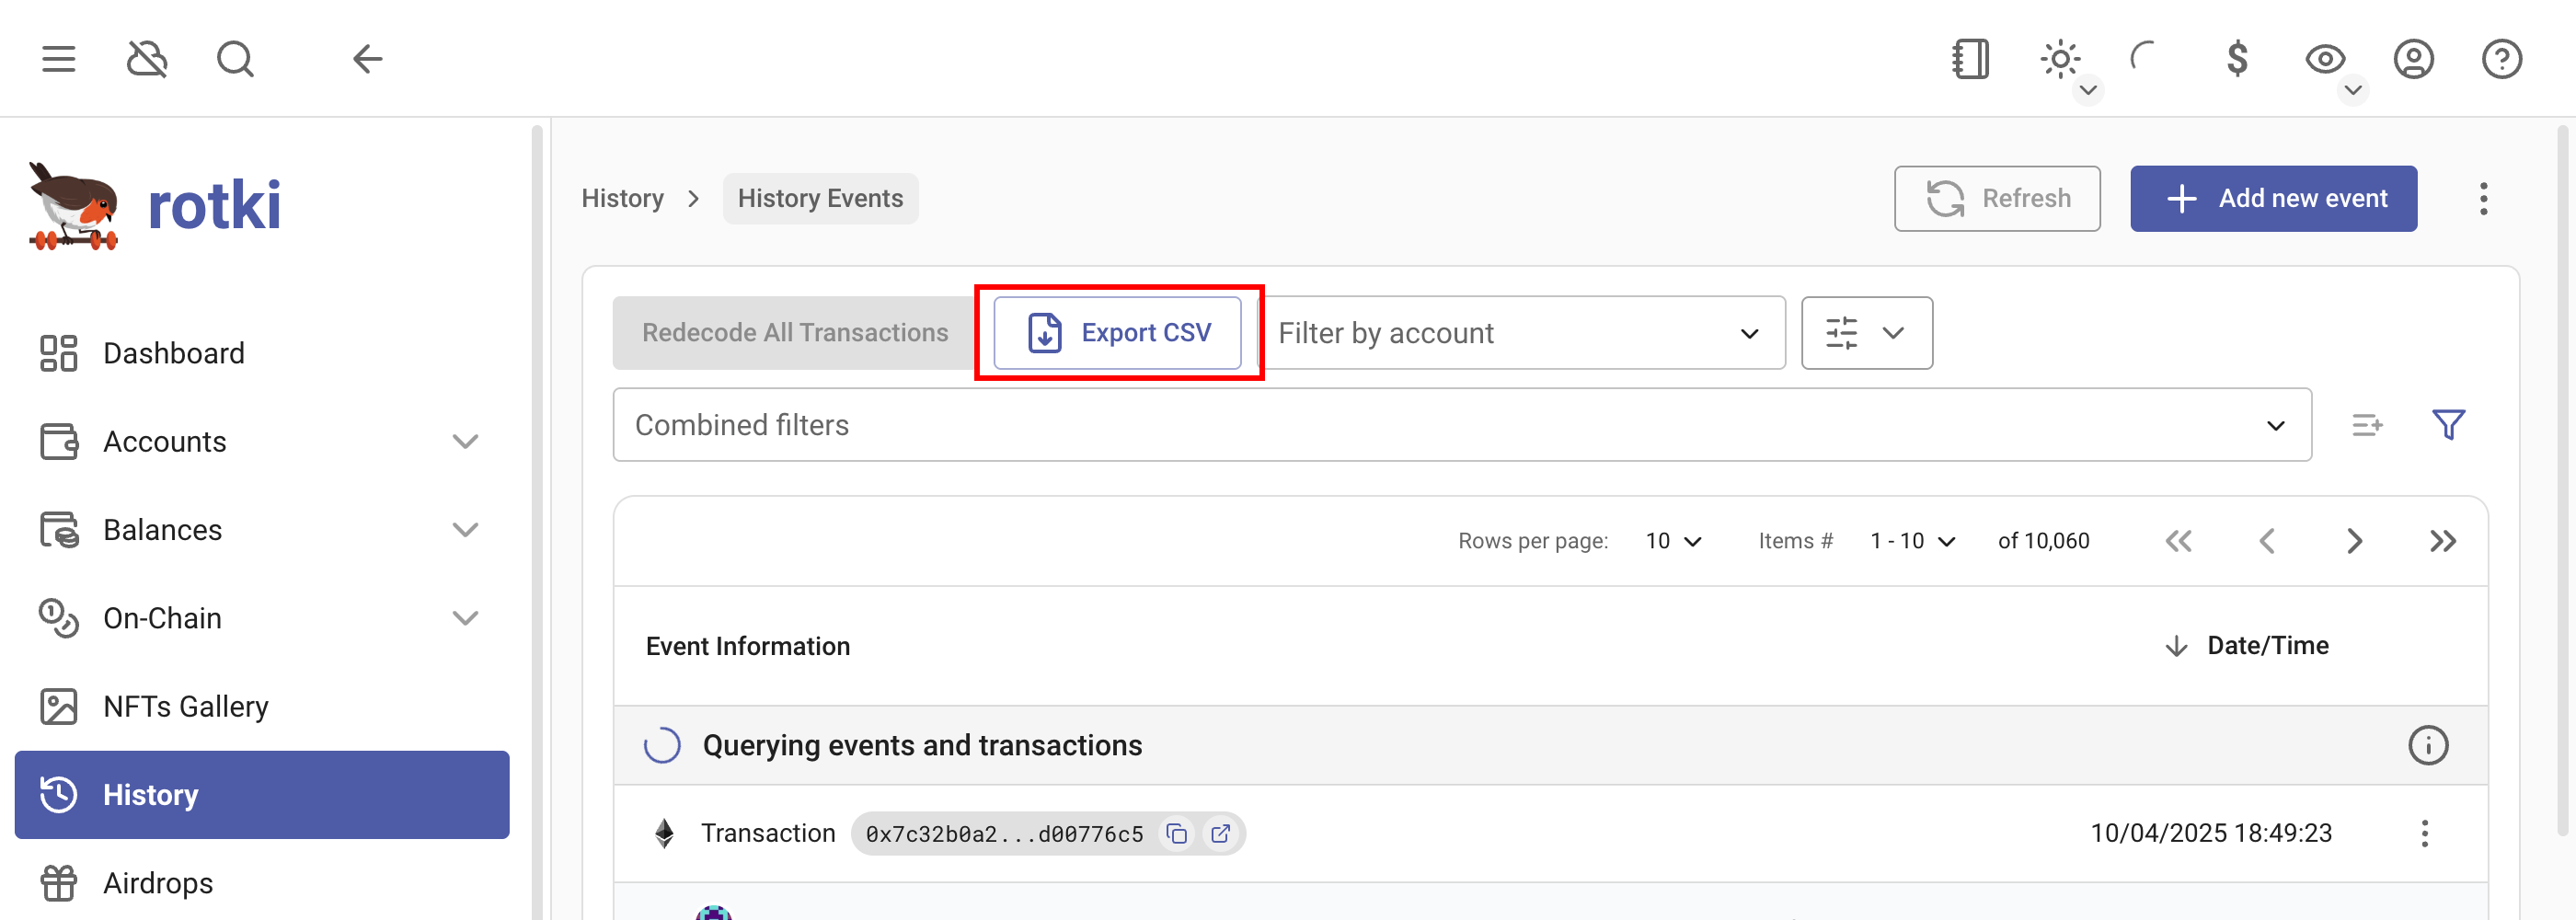 rotki
Dashboard
Accounts
Balances
On-Chain
NFTs Gallery
History
Airdrops
History > History Events
Refresh
Add new event
Redecode All Transactions
Export CSV
Filter by account
Combined filters
Rows per page: 10 Items # 1 - 10 of 10,060
Event Information Date/Time
Querying events and transactions
Transaction 0x7c32b0a2...d00776c5 10/04/2025 18:49:23